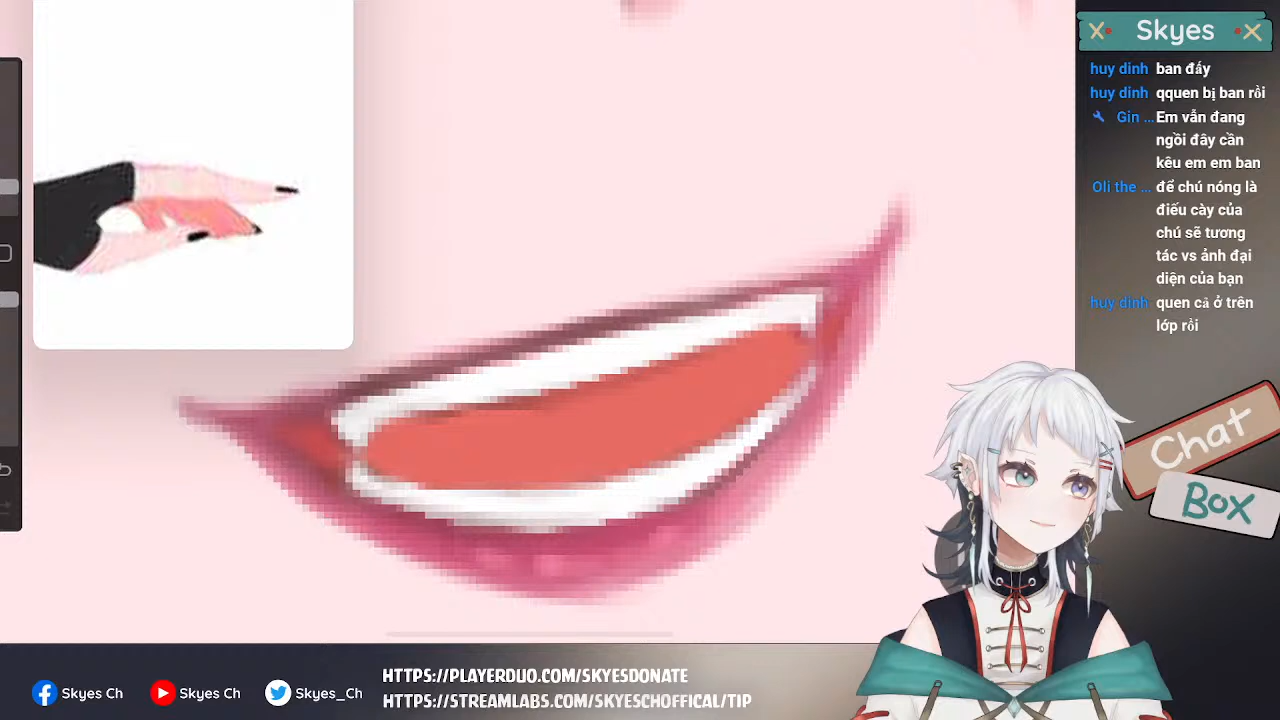 Skyes
huy dinh ban đấy
huy dinh qquen bị ban rồi
Gin ... Em vẫn đang
ngồi đây cần
kêu em em ban
Oli the ... để chú nóng là
điếu cày của
chú sẽ tương
tác vs ảnh đại
diện của bạn
huy dinh quen cả ở trên
lớp rồi
Chat
Box
Skyes Ch
Skyes Ch
Skyes_Ch
HTTPS://PLAYERDUO.COM/SKYESDONATE
HTTPS://STREAMLABS.COM/SKYESCHOFFICAL/TIP